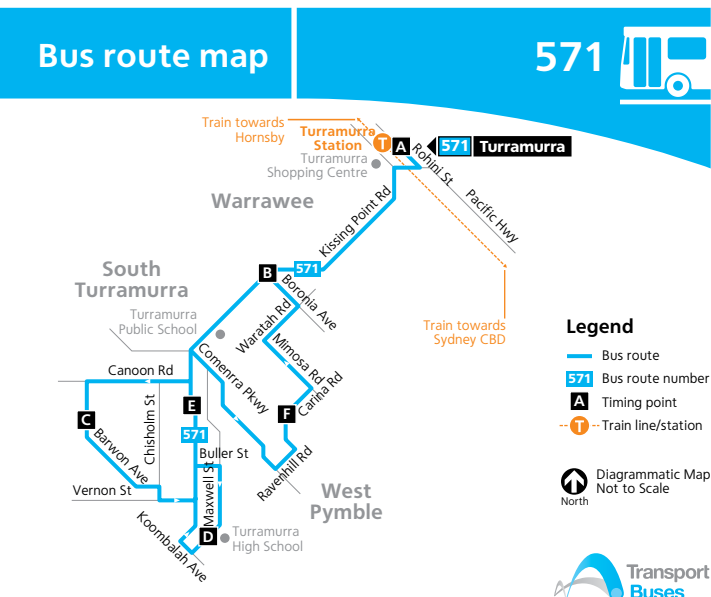 Bus route map
571
Train towards
Hornsby
Turramurra
Station
T
A
571 Turramurra
Turramurra
Shopping Centre
Rohini St
Pacific Hwy
Warrawee
Kissing Point Rd
South
Turramurra
B
571
Boronia Ave
Turramurra
Public School
Waratah Rd
Train towards
Sydney CBD
Mimosa Rd
Comenrra Pkwy
Canoon Rd
Carina Rd
E
F
C
Chisholm St
571
Barwon Ave
Buller St
Ravenhill Rd
Vernon St
Maxwell St
West
Pymble
Koombalah Ave
D
Turramurra
High School
Legend
Bus route
571 Bus route number
A Timing point
T Train line/station
Diagrammatic Map
Not to Scale
North
Transport
Buses